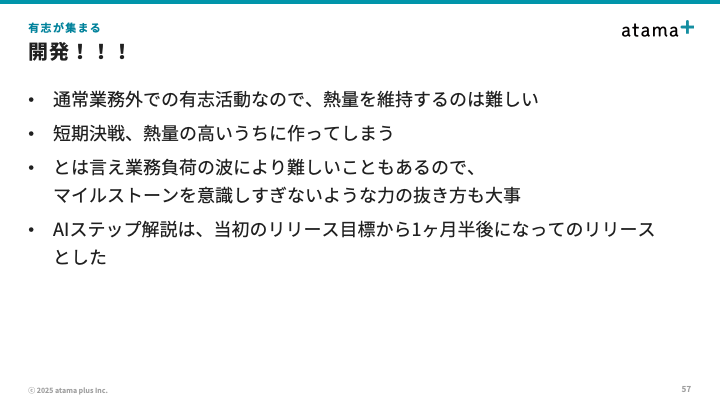 有志が集まる
atama+
開発！！！
• 通常業務外での有志活動なので、熱量を維持するのは難しい
• 短期決戦、熱量の高いうちに作ってしまう
• とは言え業務負荷の波により難しいこともあるので、
マイルストーンを意識しすぎないような力の抜き方も大事
• AIステップ解説は、当初のリリース目標から1ヶ月半後になってのリリース
とした
ⓒ 2025 atama plus Inc.
57